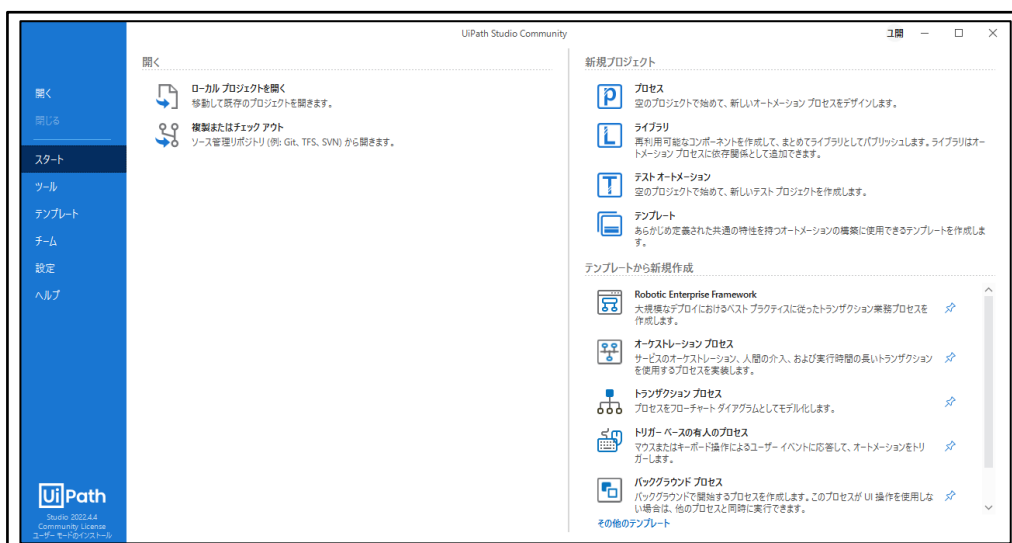 UiPath Studio Community
ユ開
開く
閉じる
スタート
ツール
テンプレート
チーム
設定
ヘルプ
UiPath
Studio 2022.4.4
Community License
ユーザー モードのインストール
開く
ローカル プロジェクトを開く
移動して既存のプロジェクトを開きます。
複製またはチェック アウト
ソース管理リポジトリ (例: Git、TFS、SVN) から開きます。
新規プロジェクト
プロセス
空のプロジェクトで始めて、新しいオートメーション プロセスをデザインします。
ライブラリ
再利用可能なコンポーネントを作成して、まとめてライブラリとしてパブリッシュします。ライブラリはオー
トメーション プロセスに依存関係として追加できます。
テスト オートメーション
空のプロジェクトで始めて、新しいテスト プロジェクトを作成します。
テンプレート
あらかじめ定義された共通の特性を持つオートメーションの構築に使用できるテンプレートを作成しま
す。
テンプレートから新規作成
Robotic Enterprise Framework
大規模なデプロイにおけるベスト プラクティスに従ったトランザクション業務プロセスを
作成します。
オーケストレーション プロセス
サービスのオーケストレーション、人間の介入、および実行時間の長いトランザクション
を使用するプロセスを実装します。
トランザクション プロセス
プロセスをフローチャート ダイアグラムとしてモデル化します。
トリガー ベースの有人のプロセス
マウスまたはキーボード操作によるユーザー イベントに応答して、オートメーションをトリ
ガーします。
バックグラウンド プロセス
バックグラウンドで開始するプロセスを作成します。このプロセスが UI 操作を使用しな
い場合は、他のプロセスと同時に実行できます。
その他のテンプレート